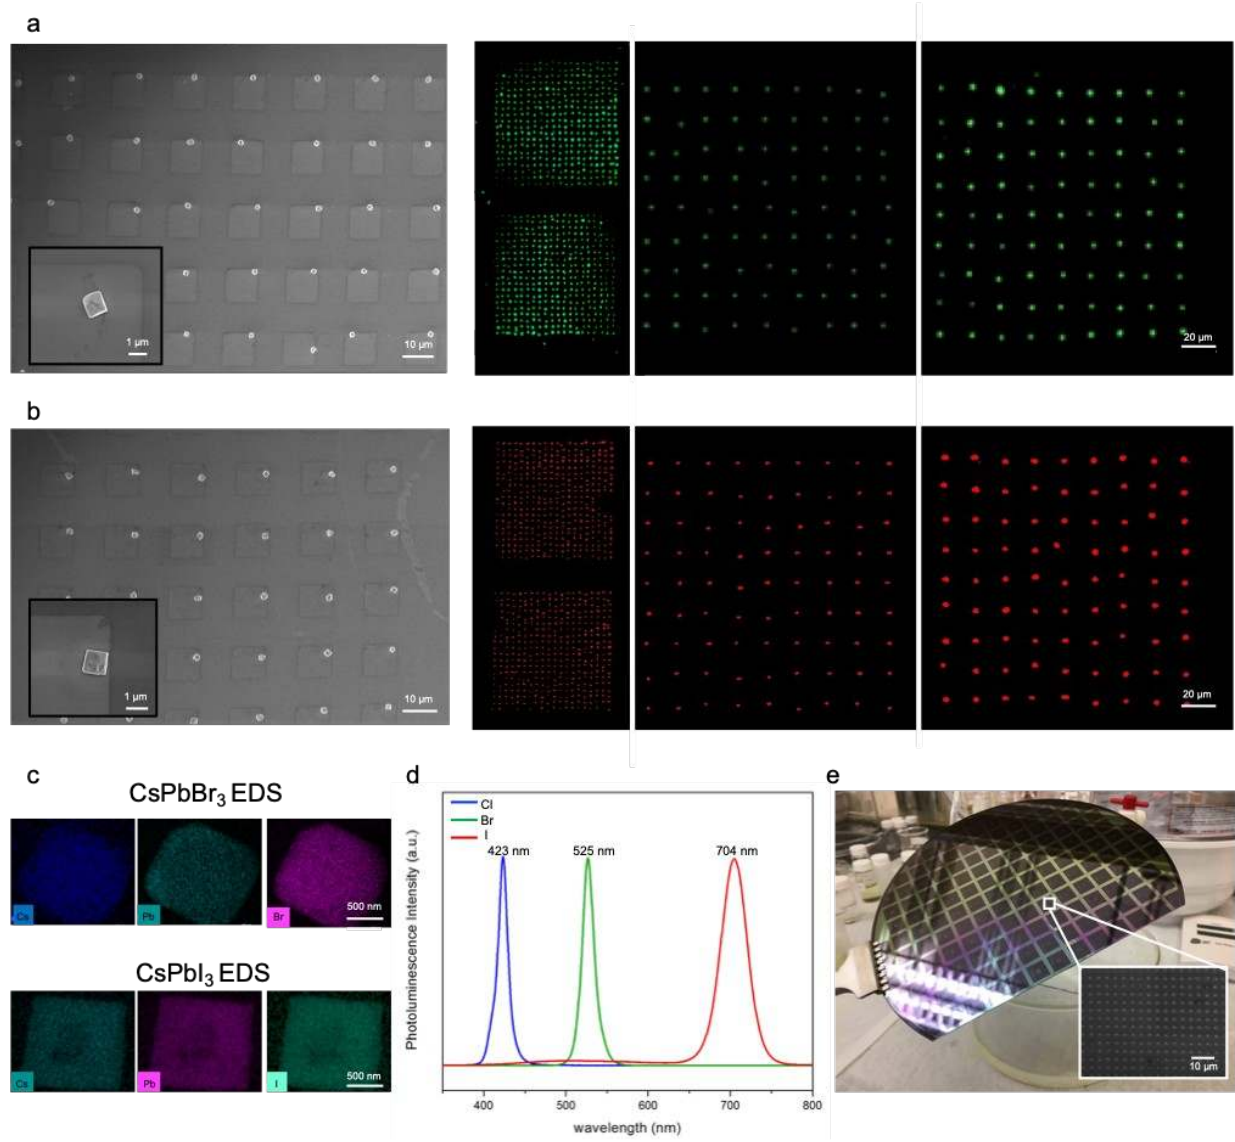 a
1 µm
10 µm
20 µm
b
1 µm
10 µm
20 µm
c
CsPbBr3 EDS
Cs
Pb
Br
500 nm
CsPbI3 EDS
Cs
Pb
I
500 nm
d
Cl
Br
I
423 nm
525 nm
704 nm
Photoluminescence Intensity (a.u.)
400
500
600
700
800
wavelength (nm)
e
10 µm